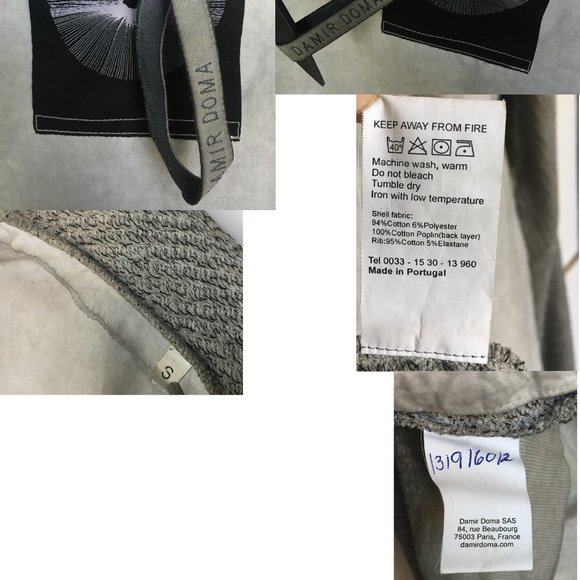 DAMIR DOMA
DAMIR DOMA
KEEP AWAY FROM FIRE
40°
Machine wash, warm
Do not bleach
Tumble dry
Iron with low temperature
Shell fabric:
94%Cotton 6%Polyester
100%Cotton Poplin(back layer)
Rib:95%Cotton 5%Elastane
Tel 0033 - 15 30 - 13 960
Made in Portugal
S
13191601z
Damir Doma SAS
84, rue Beaubourg
75003 Paris, France
damirdoma.com